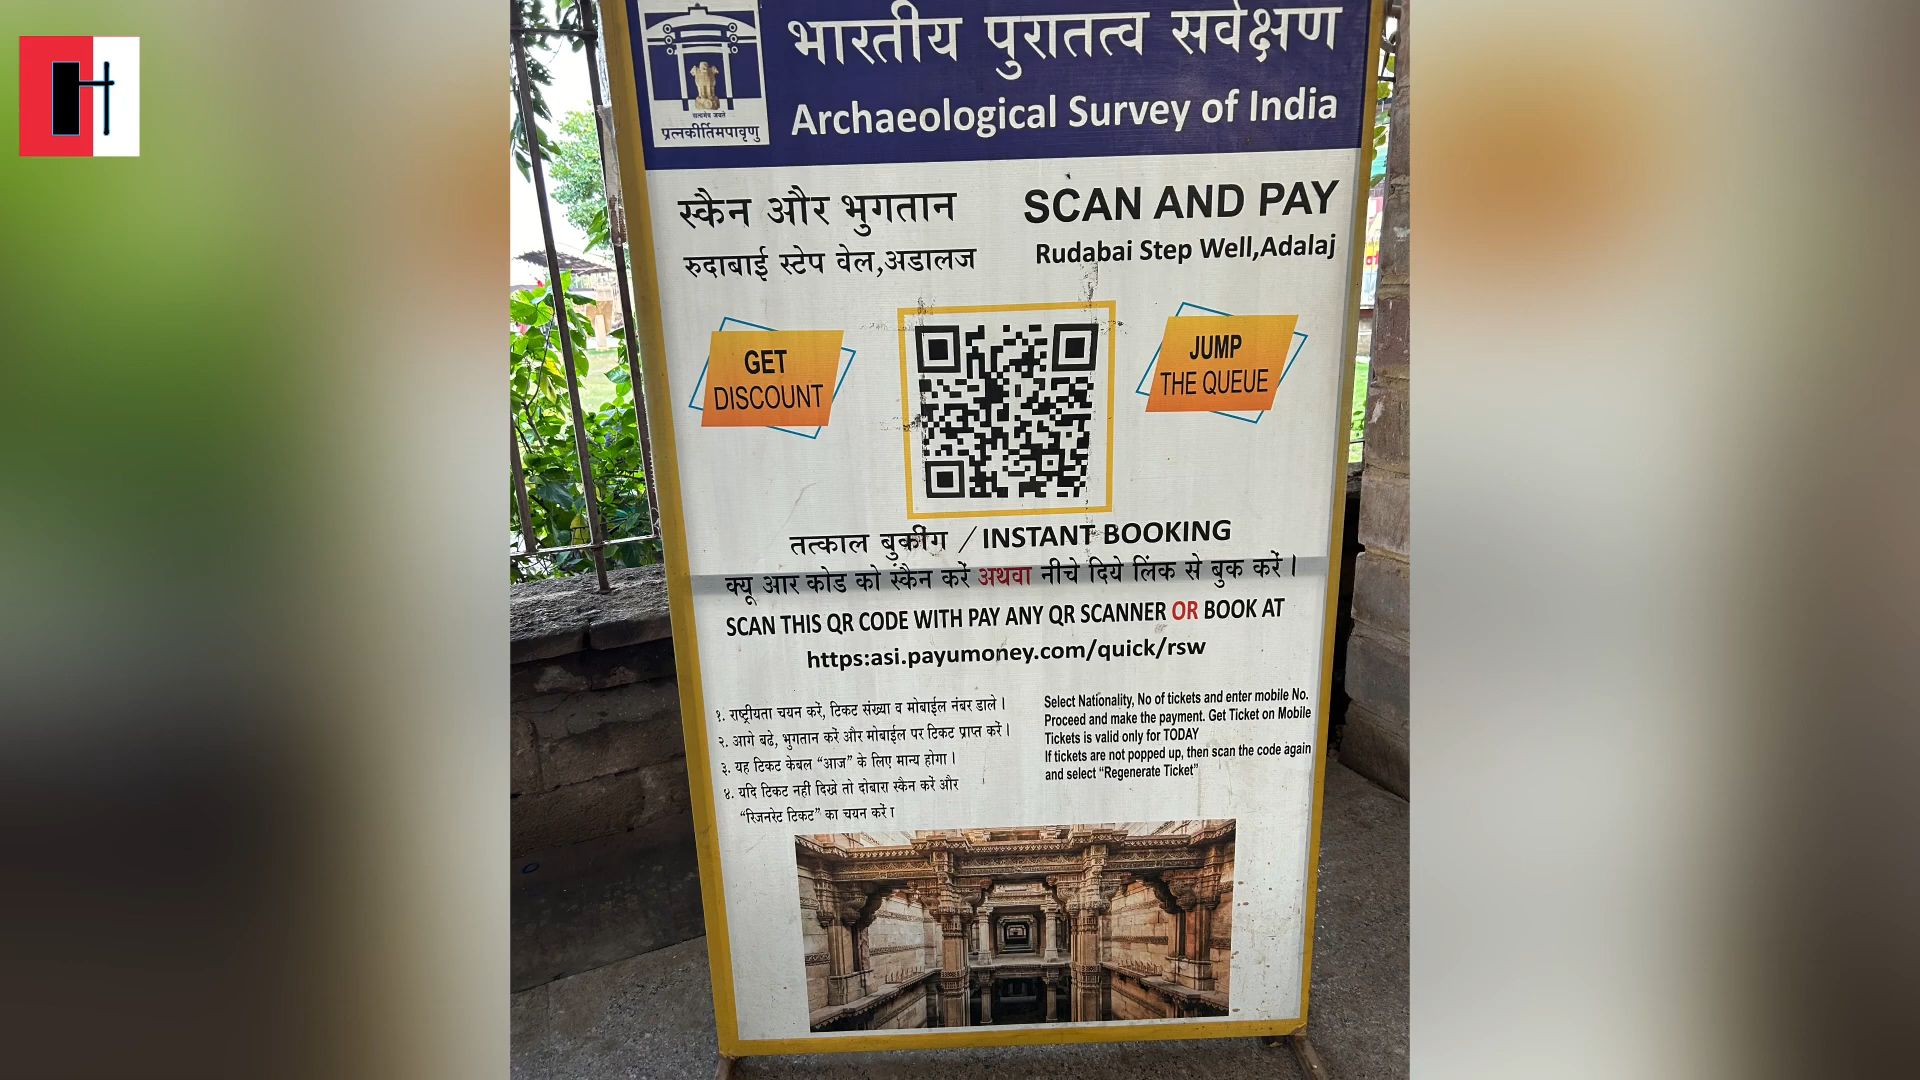 भारतीय पुरातत्व सर्वेक्षण
Archaeological Survey of India
सत्यमेव जयते
प्रत्नकीर्तिमपावृणु
स्कैन और भुगतान
SCAN AND PAY
रुदाबाई स्टेप वेल,अडालज
Rudabai Step Well,Adalaj
GET
DISCOUNT
JUMP
THE QUEUE
तत्काल बुकींग / INSTANT BOOKING
क्यू आर कोड को स्कैन करें अथवा नीचे दिये लिंक से बुक करें ।
SCAN THIS QR CODE WITH PAY ANY QR SCANNER OR BOOK AT
https:asi.payumoney.com/quick/rsw
१. राष्ट्रीयता चयन करें, टिकट संख्या व मोबाईल नंबर डाले ।
२. आगे बढे, भुगतान करें और मोबाईल पर टिकट प्राप्त करें ।
३. यह टिकट केबल “आज” के लिए मान्य होगा ।
४. यदि टिकट नहीं दिखे तो दोबारा स्कैन करें और
“रिजनरेट टिकट” का चयन करें ।
Select Nationality, No of tickets and enter mobile No.
Proceed and make the payment. Get Ticket on Mobile
Tickets is valid only for TODAY
If tickets are not popped up, then scan the code again
and select “Regenerate Ticket”